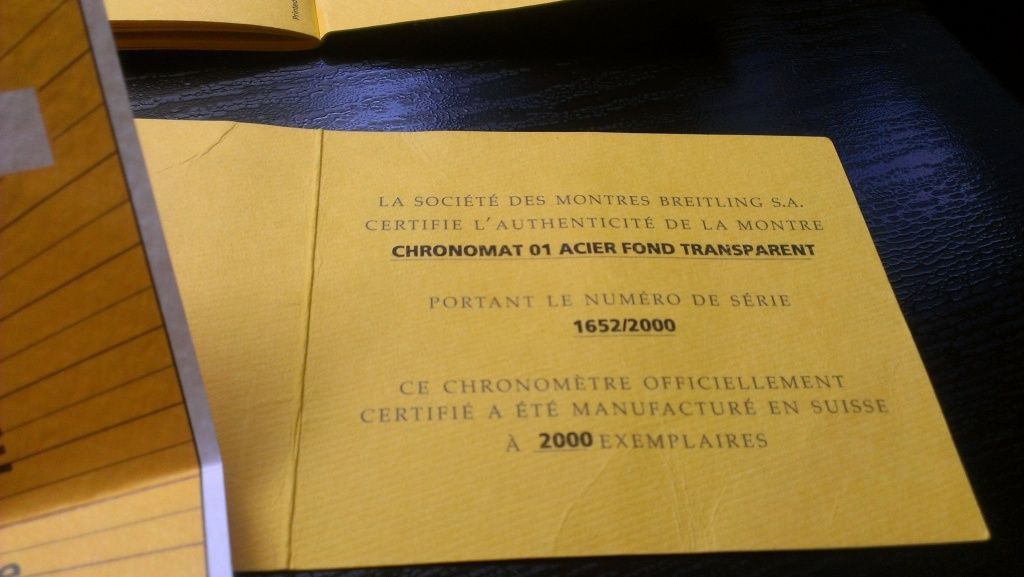 Printed
LA SOCIÉTÉ DES MONTRES BREITLING S.A.
CERTIFIE L'AUTHENTICITÉ DE LA MONTRE
CHRONOMAT 01 ACIER FOND TRANSPARENT
PORTANT LE NUMÉRO DE SÉRIE
1652/2000
CE CHRONOMÈTRE OFFICIELLEMENT
CERTIFIÉ A ÉTÉ MANUFACTURÉ EN SUISSE
À 2000 EXEMPLAIRES